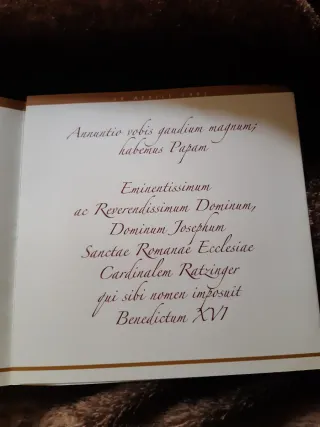 Annuntio vobis gaudium magnum;
habemus Papam
Eminentissimum
ac Reverendissimum Dominum,
Dominum Josephum
Sanctae Romanae Ecclesiae
Cardinalem Ratzinger
qui sibi nomen imposuit
Benedictum XVI